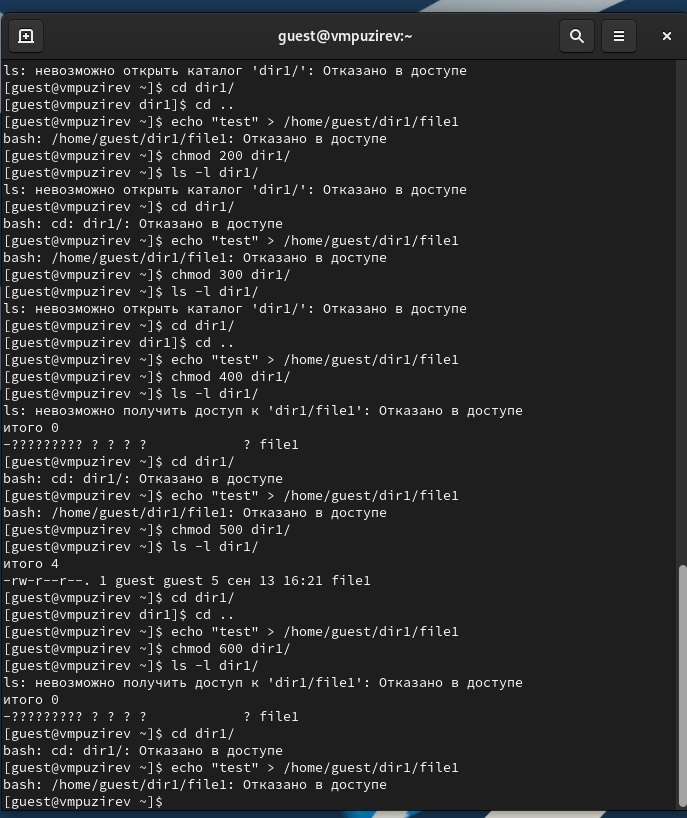 guest@vmpuzirev:~
ls: невозможно открыть каталог 'dir1/': Отказано в доступе
[guest@vmpuzirev ~]$ cd dir1/
[guest@vmpuzirev dir1]$ cd ..
[guest@vmpuzirev ~]$ echo "test" > /home/guest/dir1/file1
bash: /home/guest/dir1/file1: Отказано в доступе
[guest@vmpuzirev ~]$ chmod 200 dir1/
[guest@vmpuzirev ~]$ ls -l dir1/
ls: невозможно открыть каталог 'dir1/': Отказано в доступе
[guest@vmpuzirev ~]$ cd dir1/
bash: cd: dir1/: Отказано в доступе
[guest@vmpuzirev ~]$ echo "test" > /home/guest/dir1/file1
bash: /home/guest/dir1/file1: Отказано в доступе
[guest@vmpuzirev ~]$ chmod 300 dir1/
[guest@vmpuzirev ~]$ ls -l dir1/
ls: невозможно открыть каталог 'dir1/': Отказано в доступе
[guest@vmpuzirev ~]$ cd dir1/
[guest@vmpuzirev dir1]$ cd ..
[guest@vmpuzirev ~]$ echo "test" > /home/guest/dir1/file1
[guest@vmpuzirev ~]$ chmod 400 dir1/
[guest@vmpuzirev ~]$ ls -l dir1/
ls: невозможно получить доступ к 'dir1/file1': Отказано в доступе
итого 0
-????????? ? ? ? ?            ? file1
[guest@vmpuzirev ~]$ cd dir1/
bash: cd: dir1/: Отказано в доступе
[guest@vmpuzirev ~]$ echo "test" > /home/guest/dir1/file1
bash: /home/guest/dir1/file1: Отказано в доступе
[guest@vmpuzirev ~]$ chmod 500 dir1/
[guest@vmpuzirev ~]$ ls -l dir1/
итого 4
-rw-r--r--. 1 guest guest 5 сен 13 16:21 file1
[guest@vmpuzirev ~]$ cd dir1/
[guest@vmpuzirev dir1]$ cd ..
[guest@vmpuzirev ~]$ echo "test" > /home/guest/dir1/file1
[guest@vmpuzirev ~]$ chmod 600 dir1/
[guest@vmpuzirev ~]$ ls -l dir1/
ls: невозможно получить доступ к 'dir1/file1': Отказано в доступе
итого 0
-????????? ? ? ? ?            ? file1
[guest@vmpuzirev ~]$ cd dir1/
bash: cd: dir1/: Отказано в доступе
[guest@vmpuzirev ~]$ echo "test" > /home/guest/dir1/file1
bash: /home/guest/dir1/file1: Отказано в доступе
[guest@vmpuzirev ~]$